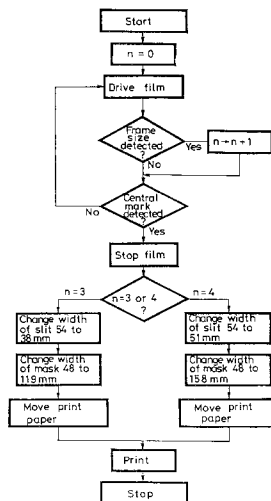 Start
n=0
Drive film
Frame
size
detected
?
Yes
n→n+1
No
Central
mark
detected
?
No
Yes
Stop film
n=3
n=3 or 4
?
n=4
Change width
of slit 54 to
38mm
Change width
of slit 54 to
51mm
Change width
of mask 48 to
119mm
Change width
of mask 48 to
158 mm
Move print
paper
Move print
paper
Print
Stop